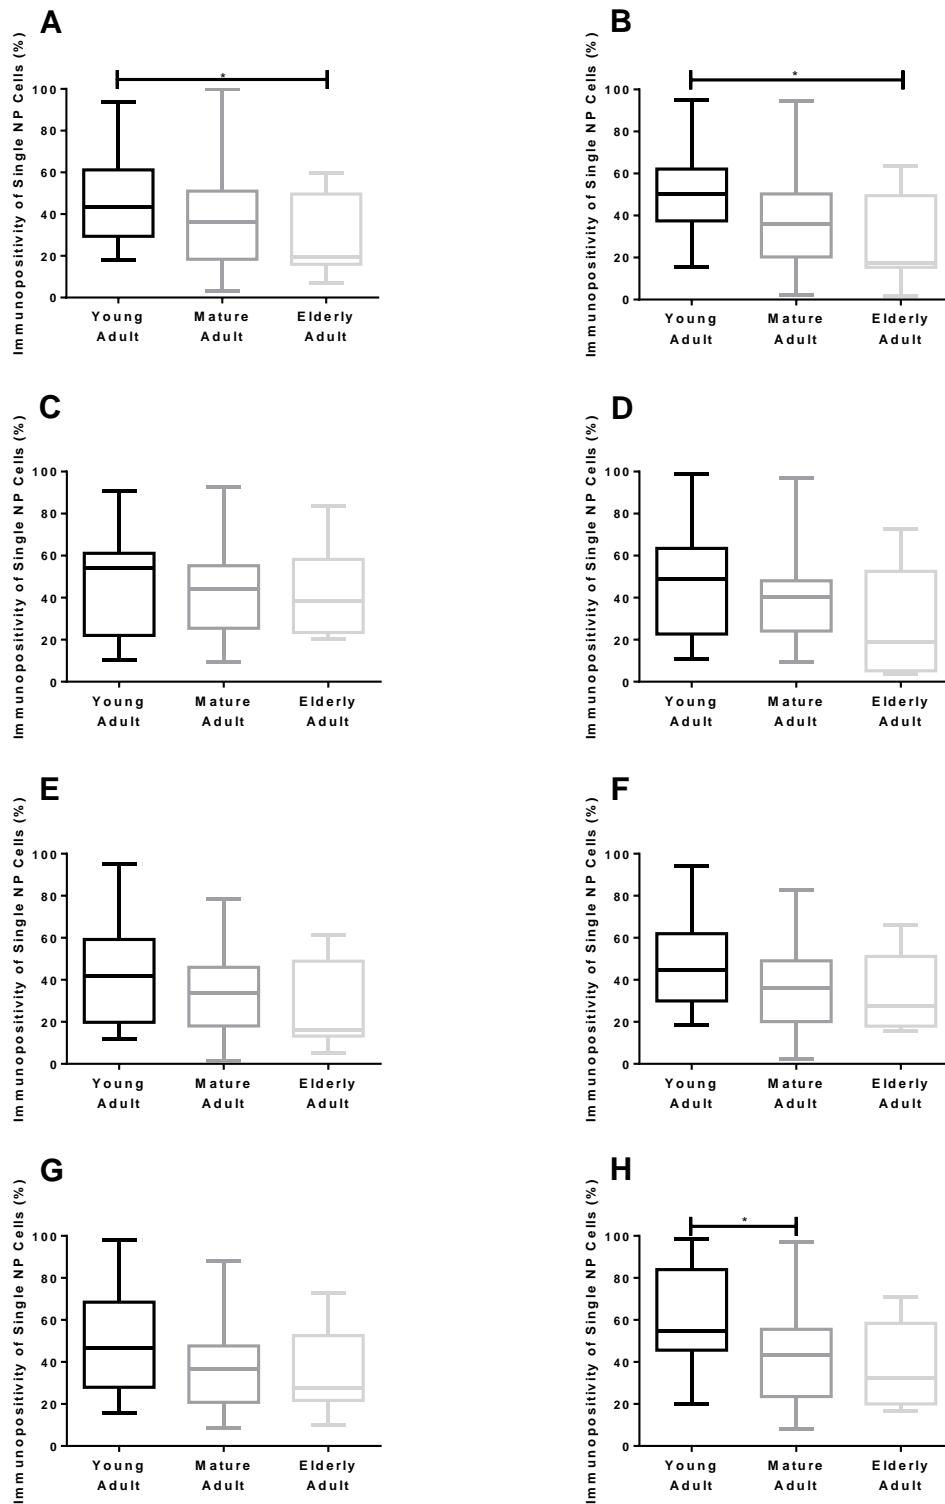 A
Immunopositivity of Single NP Cells (%)
*
100
80
60
40
20
0
Young Adult
Mature Adult
Elderly Adult
B
Immunopositivity of Single NP Cells (%)
*
100
80
60
40
20
0
Young Adult
Mature Adult
Elderly Adult
C
Immunopositivity of Single NP Cells (%)
100
80
60
40
20
0
Young Adult
Mature Adult
Elderly Adult
D
Immunopositivity of Single NP Cells (%)
100
80
60
40
20
0
Young Adult
Mature Adult
Elderly Adult
E
Immunopositivity of Single NP Cells (%)
100
80
60
40
20
0
Young Adult
Mature Adult
Elderly Adult
F
Immunopositivity of Single NP Cells (%)
100
80
60
40
20
0
Young Adult
Mature Adult
Elderly Adult
G
Immunopositivity of Single NP Cells (%)
100
80
60
40
20
0
Young Adult
Mature Adult
Elderly Adult
H
Immunopositivity of Single NP Cells (%)
*
100
80
60
40
20
0
Young Adult
Mature Adult
Elderly Adult